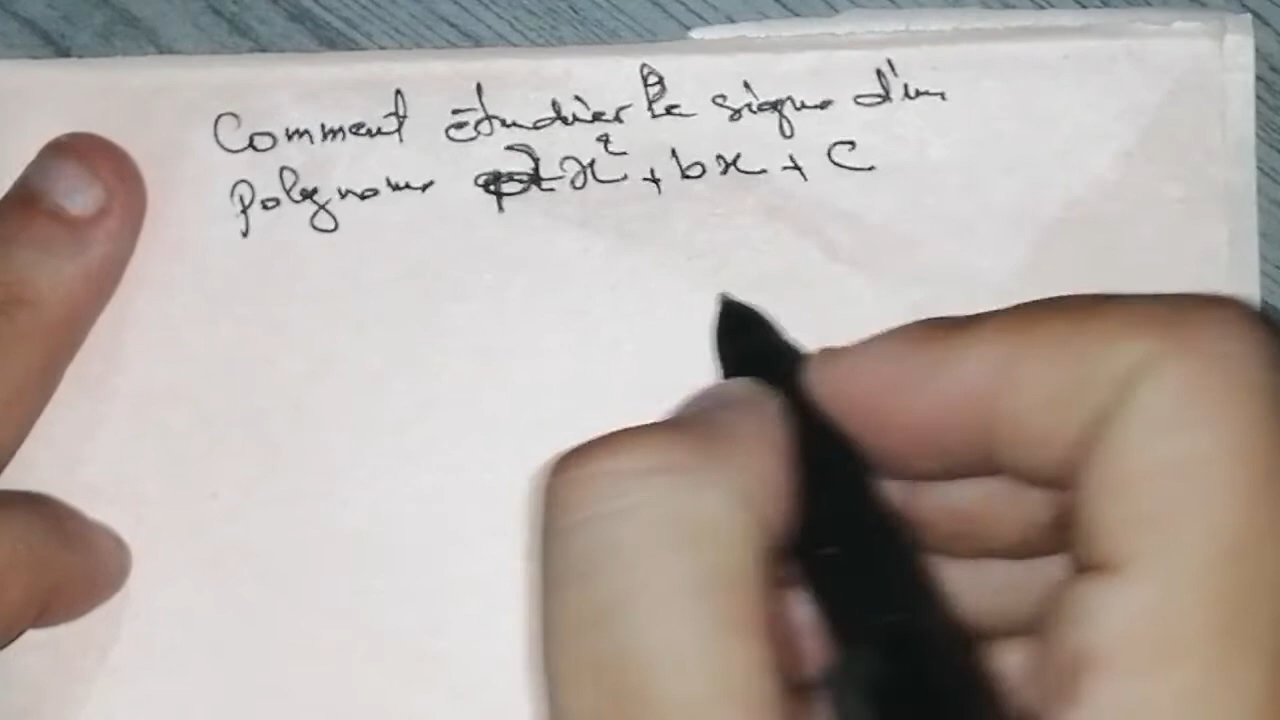 Comment étudier le signe d'un
Polynome x² + bx + c